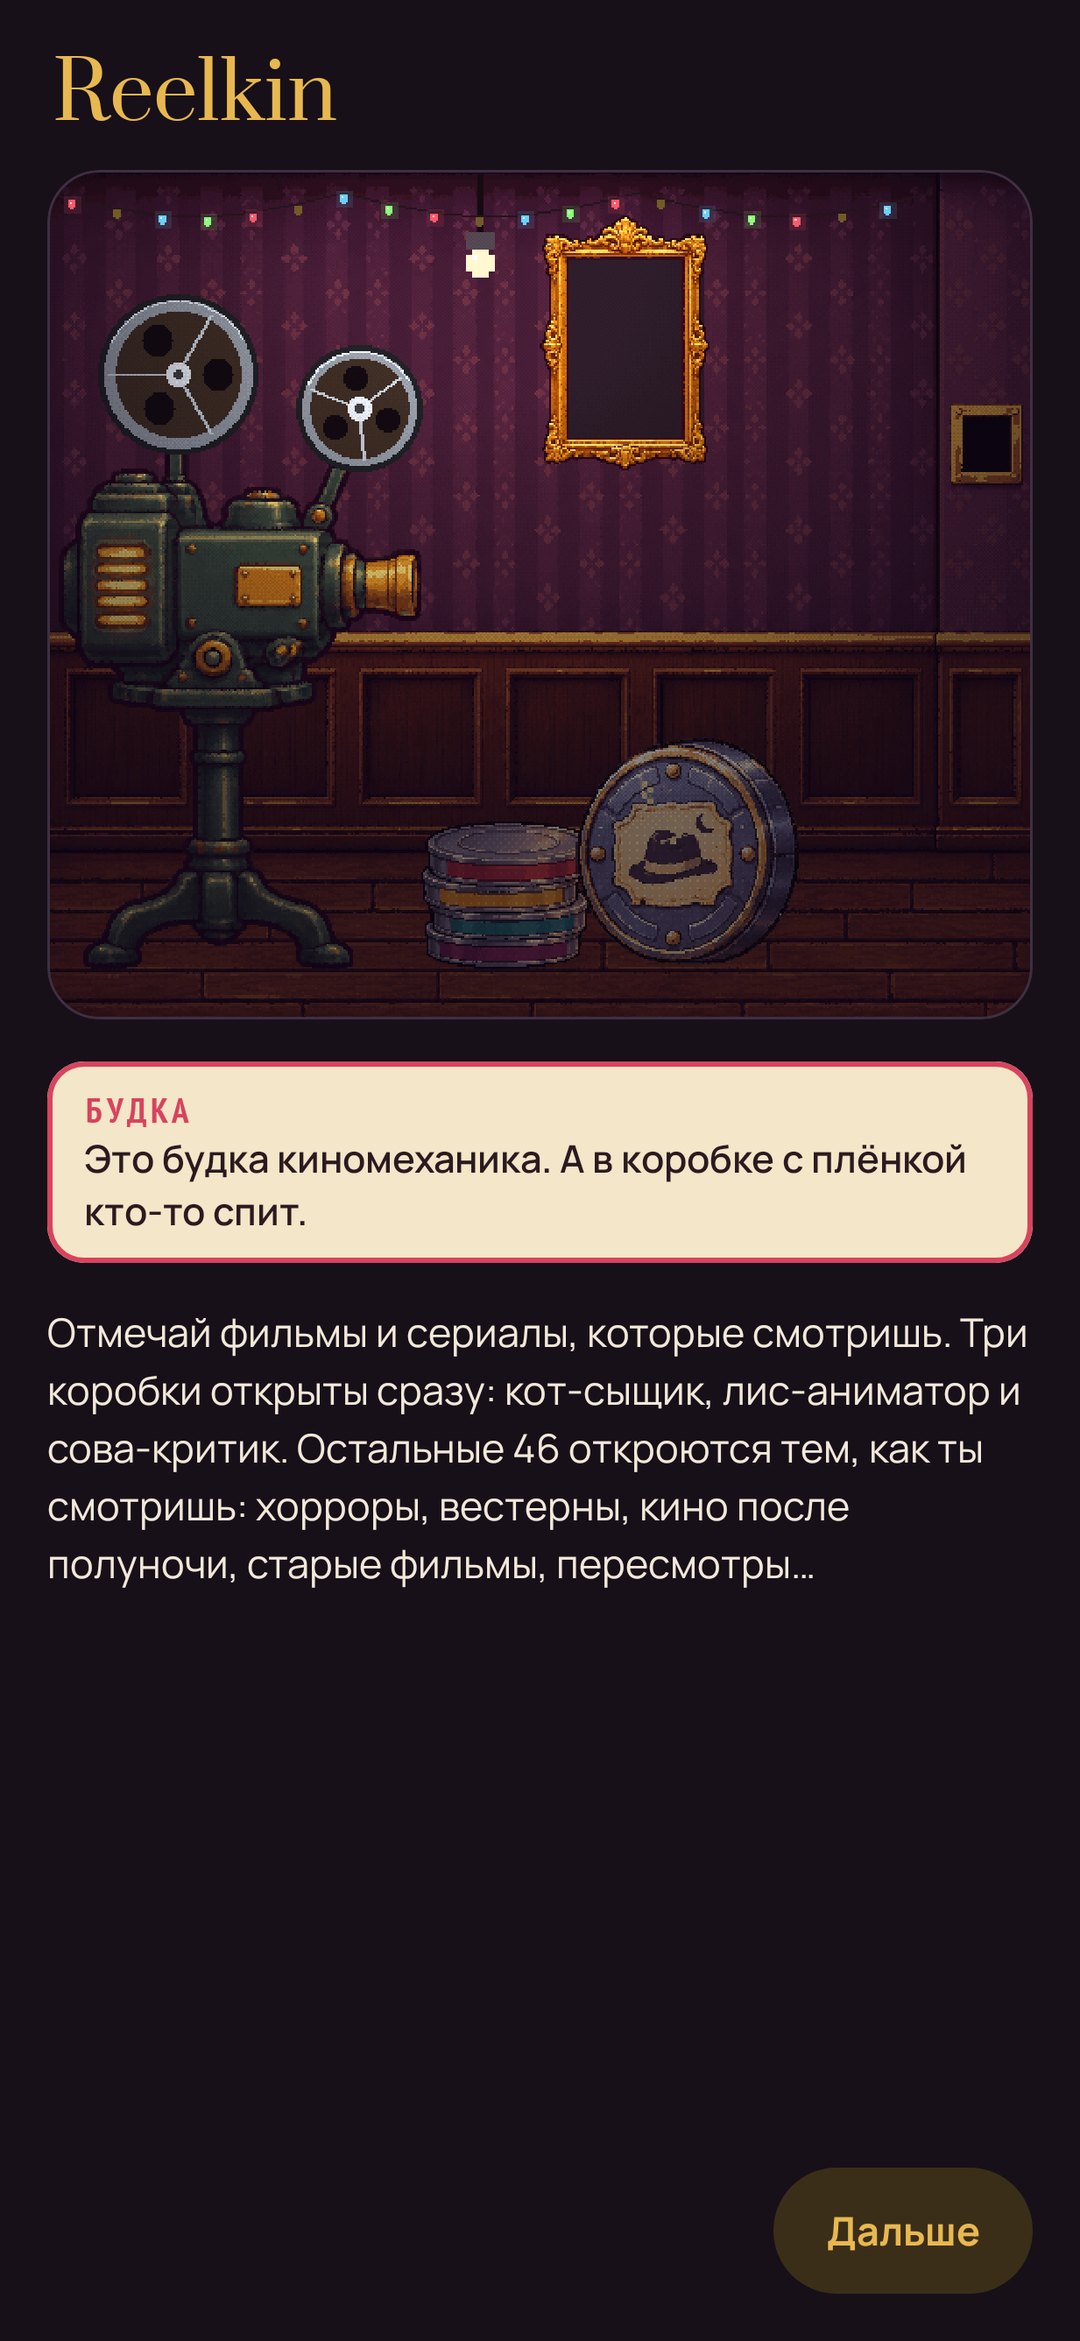 Reelkin
БУДКА
Это будка киномеханика. А в коробке с плёнкой
кто-то спит.
Отмечай фильмы и сериалы, которые смотришь. Три
коробки открыты сразу: кот-сыщик, лис-аниматор и
сова-критик. Остальные 46 откроются тем, как ты
смотришь: хорроры, вестерны, кино после
полуночи, старые фильмы, пересмотры…
Дальше